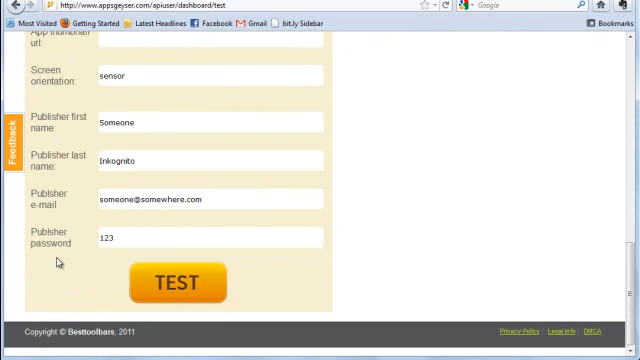 http://www.appsgeyser.com/apiuser/dashboard/test
Google
Most Visited Getting Started Latest Headlines Facebook Gmail bit.ly Sidebar Bookmarks
App thumbnail
url:
Screen
orientation:
sensor
Publisher first
name:
Someone
Publisher last
name:
Inkognito
Publsher
e-mail
someone@somewhere.com
Publsher
password
123
TEST
Feedback
Copyright © Besttoolbars, 2011
Privacy Policy Legal Info DMCA